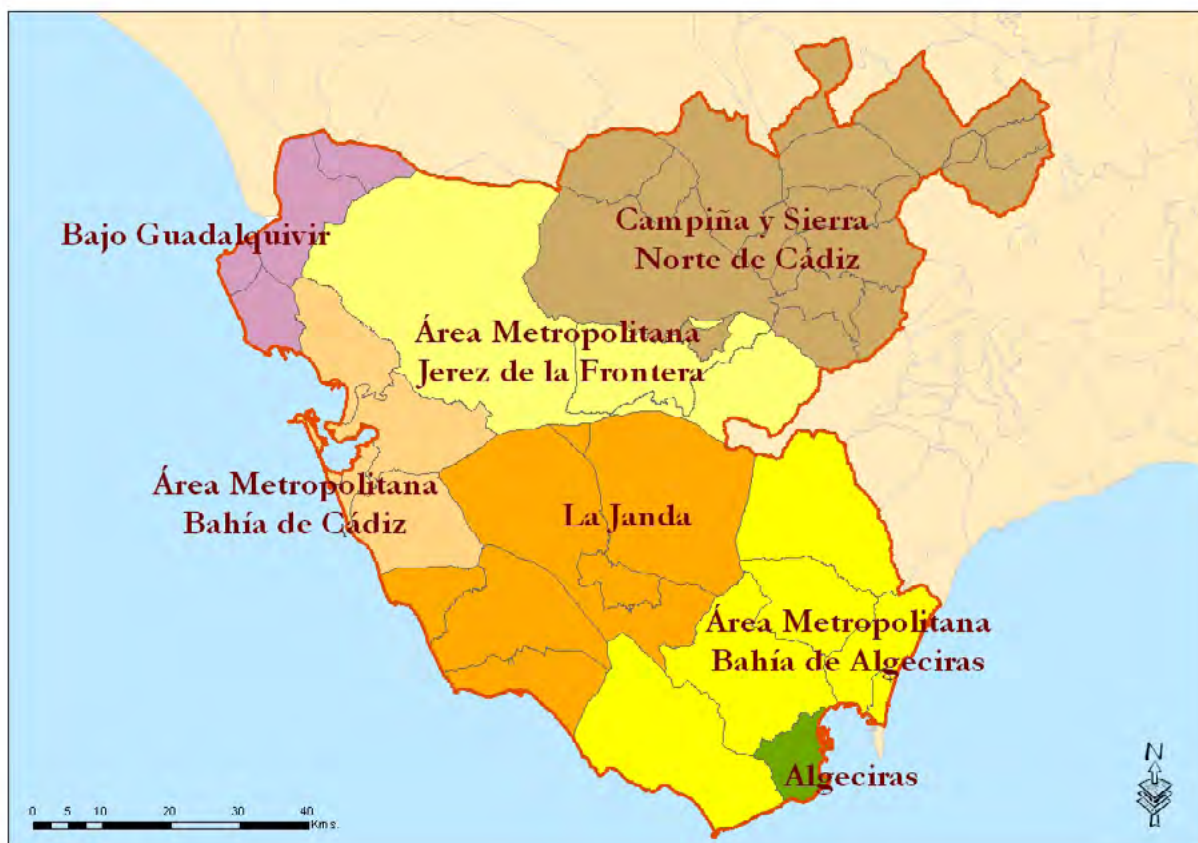 Bajo Guadalquivir
Campiña y Sierra
Norte de Cádiz
Área Metropolitana
Jerez de la Frontera
Área Metropolitana
Bahía de Cádiz
La Janda
Área Metropolitana
Bahía de Algeciras
Algeciras
N
0 5 10 20 30 40
Kms.